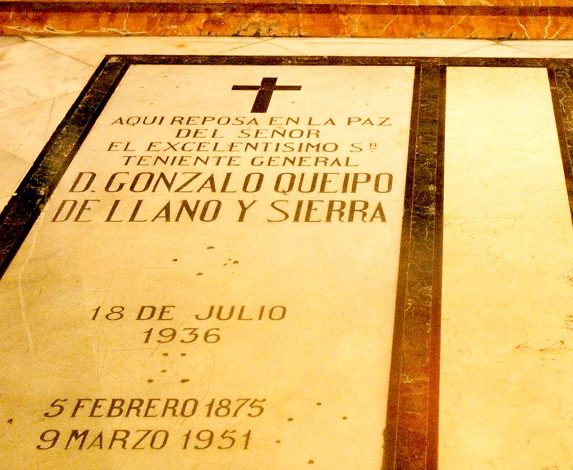 AQUI REPOSA EN LA PAZ
DEL SEÑOR
EL EXCELENTISIMO Sº
TENIENTE GENERAL
D. GONZALO QUEIPO
DE LLANO Y SIERRA
18 DE JULIO
1936
5 FEBRERO 1875
9 MARZO 1951